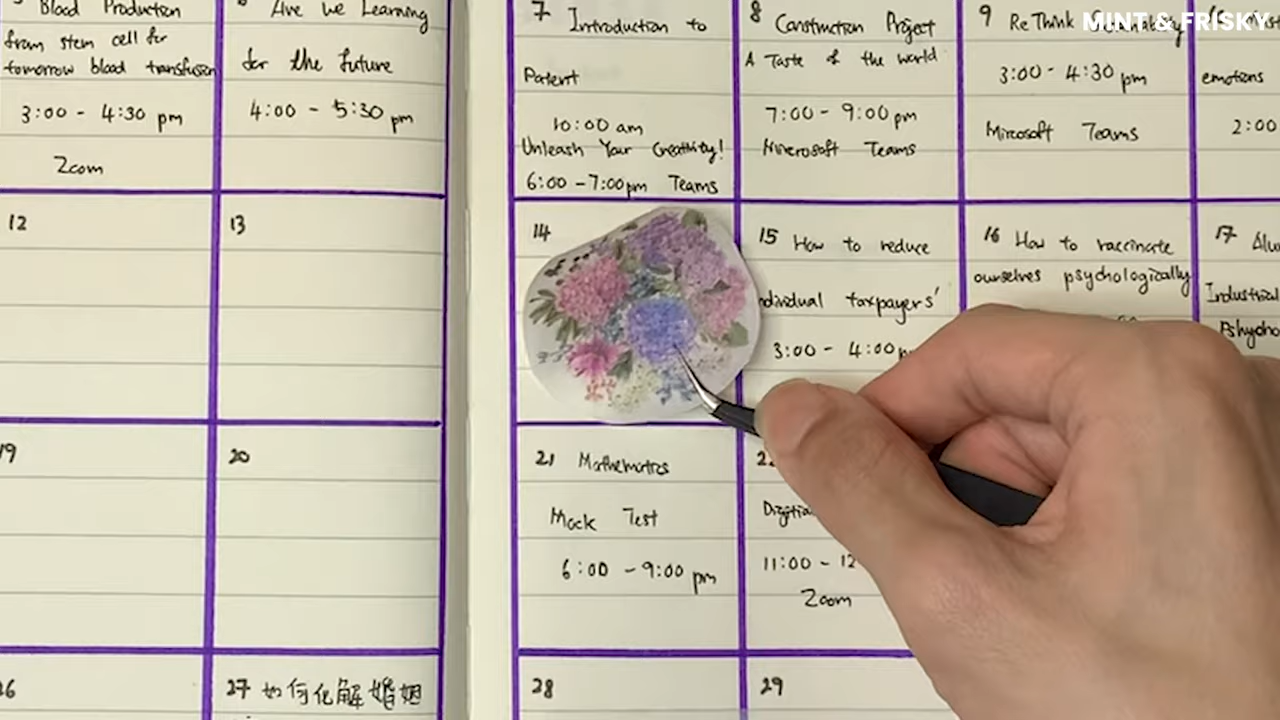 MINT & FRISKY
5 Blood Production
from stem cell for
tomorrow blood transfusion
3:00 - 4:30 pm
Zoom
6 Are We Learning
for the future
4:00 - 5:30 pm
7 Introduction to
Patent
10:00 am
Unleash Your Creativity!
6:00 - 7:00pm Teams
8 Construction Project
A Taste of the world
7:00 - 9:00 pm
Mircrosoft Teams
9 ReThink
3:00 - 4:30 pm
Mircosoft Teams
emotions
2:00
12
13
14
15 How to reduce
individual taxpayers'
3:00 - 4:00
16 How to vaccinate
ourselves psychologically
17
Industrial
19
20
21 Mathematics
Mock Test
6:00 - 9:00 pm
22
11:00 - 12
Zoom
26
27 如何化解婚姻
28
29